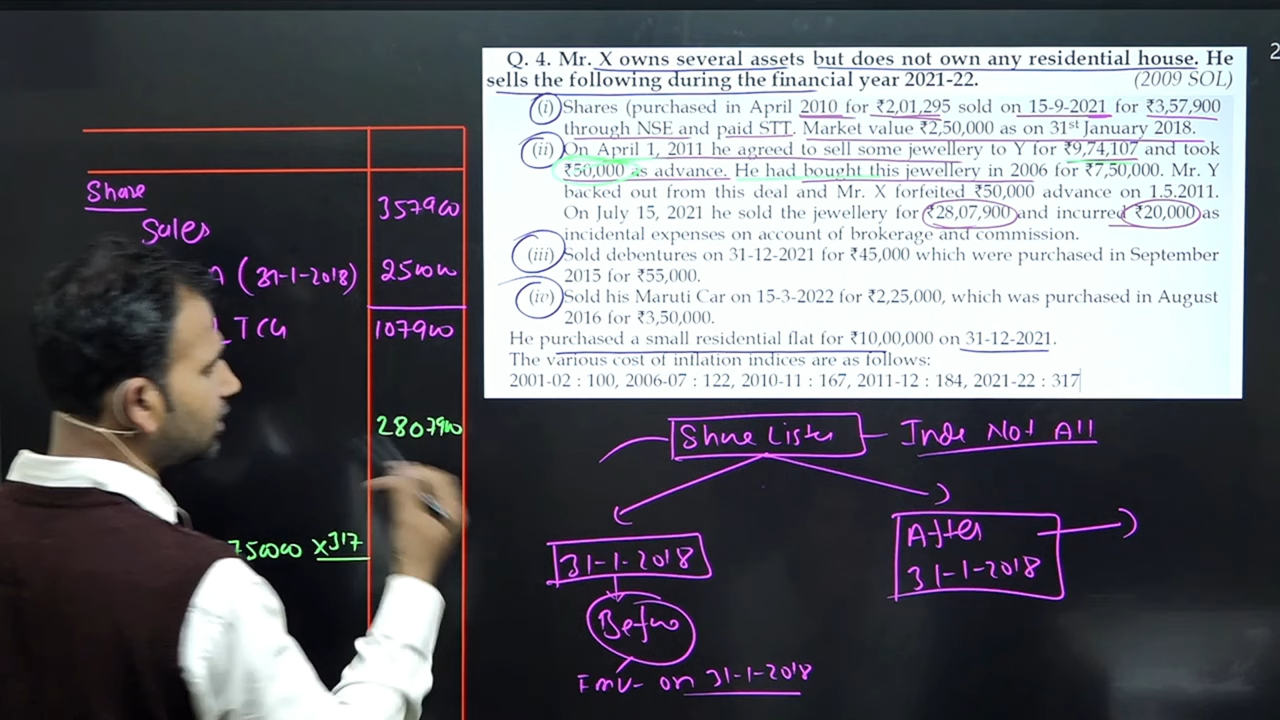 2
Q. 4. Mr. X owns several assets but does not own any residential house. He
sells the following during the financial year 2021-22. (2009 SOL)
(i) Shares (purchased in April 2010 for ₹2,01,295 sold on 15-9-2021 for ₹3,57,900
through NSE and paid STT. Market value ₹2,50,000 as on 31st January 2018.
(ii) On April 1, 2011 he agreed to sell some jewellery to Y for ₹9,74,107 and took
₹50,000 as advance. He had bought this jewellery in 2006 for ₹7,50,000. Mr. Y
backed out from this deal and Mr. X forfeited ₹50,000 advance on 1.5.2011.
On July 15, 2021 he sold the jewellery for ₹28,07,900 and incurred ₹20,000 as
incidental expenses on account of brokerage and commission.
(iii) Sold debentures on 31-12-2021 for ₹45,000 which were purchased in September
2015 for ₹55,000.
(iv) Sold his Maruti Car on 15-3-2022 for ₹2,25,000, which was purchased in August
2016 for ₹3,50,000.
He purchased a small residential flat for ₹10,00,000 on 31-12-2021.
The various cost of inflation indices are as follows:
2001-02 : 100, 2006-07 : 122, 2010-11 : 167, 2011-12 : 184, 2021-22 : 317
Share
Sales 357900
A (31-1-2018) 250000
LTCG 107900
2807900
750000 × 317
Share Liste
Inde Not All
31-1-2018
Before
FMV- on 31-1-2018
After
31-1-2018